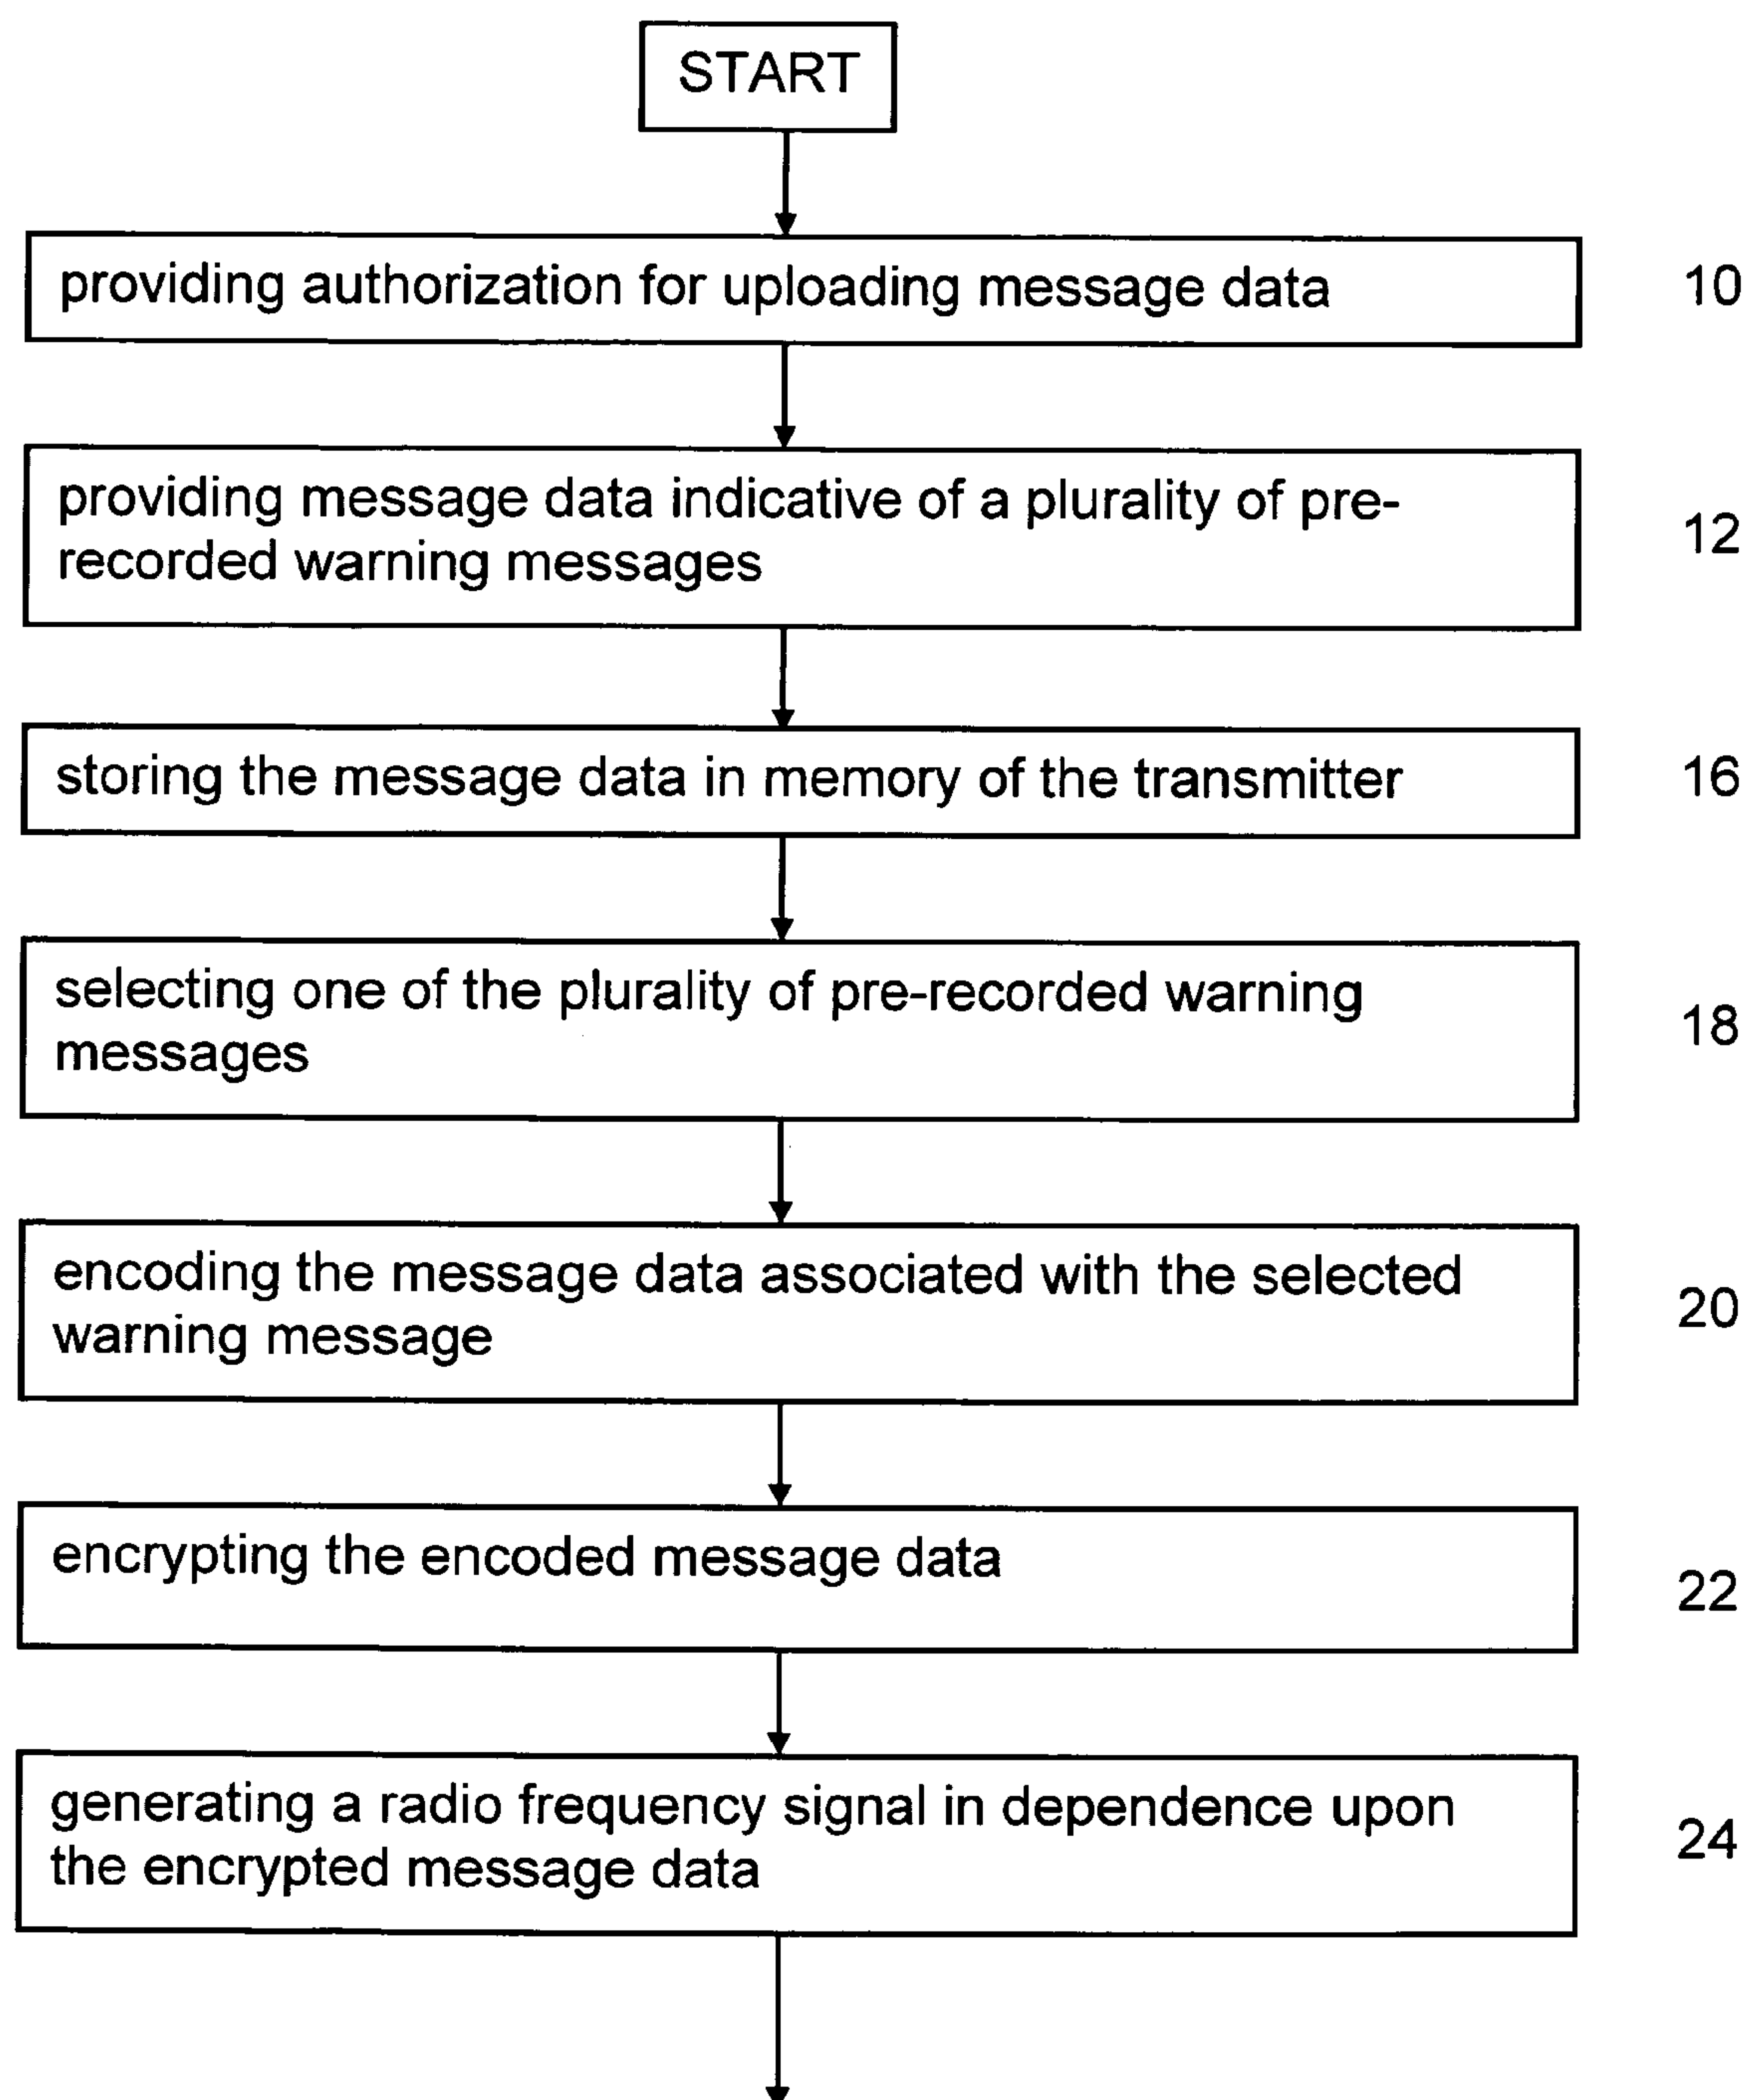 START
providing authorization for uploading message data
10
providing message data indicative of a plurality of pre-
recorded warning messages
12
storing the message data in memory of the transmitter
16
selecting one of the plurality of pre-recorded warning
messages
18
encoding the message data associated with the selected
warning message
20
encrypting the encoded message data
22
generating a radio frequency signal in dependence upon
the encrypted message data
24